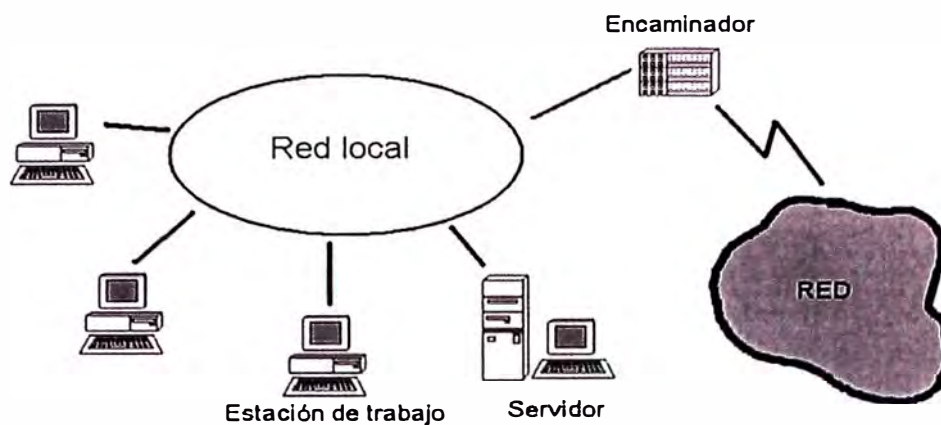 Encaminador
Red local
RED
Estación de trabajo
Servidor